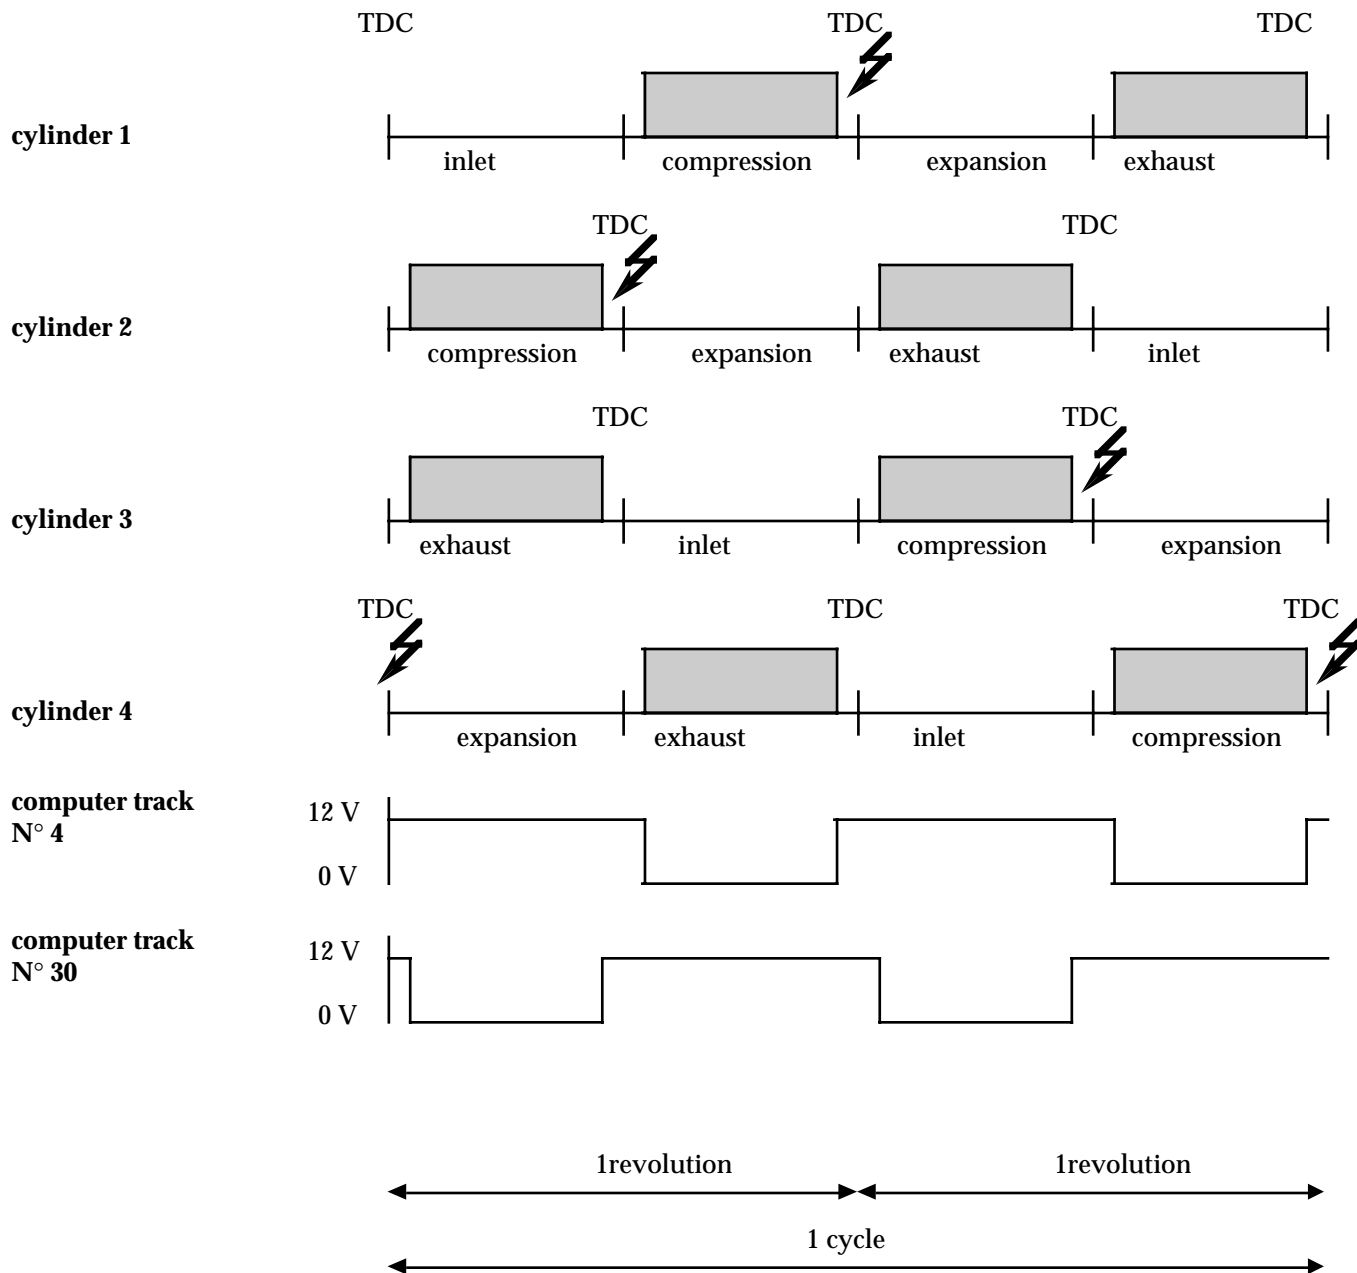 TDC TDC TDC
cylinder 1
inlet compression expansion exhaust
TDC TDC
cylinder 2
compression expansion exhaust inlet
TDC TDC
cylinder 3
exhaust inlet compression expansion
TDC TDC TDC
cylinder 4
expansion exhaust inlet compression
computer track 12 V
N° 4
0 V
computer track 12 V
N° 30
0 V
1revolution 1revolution
1 cycle